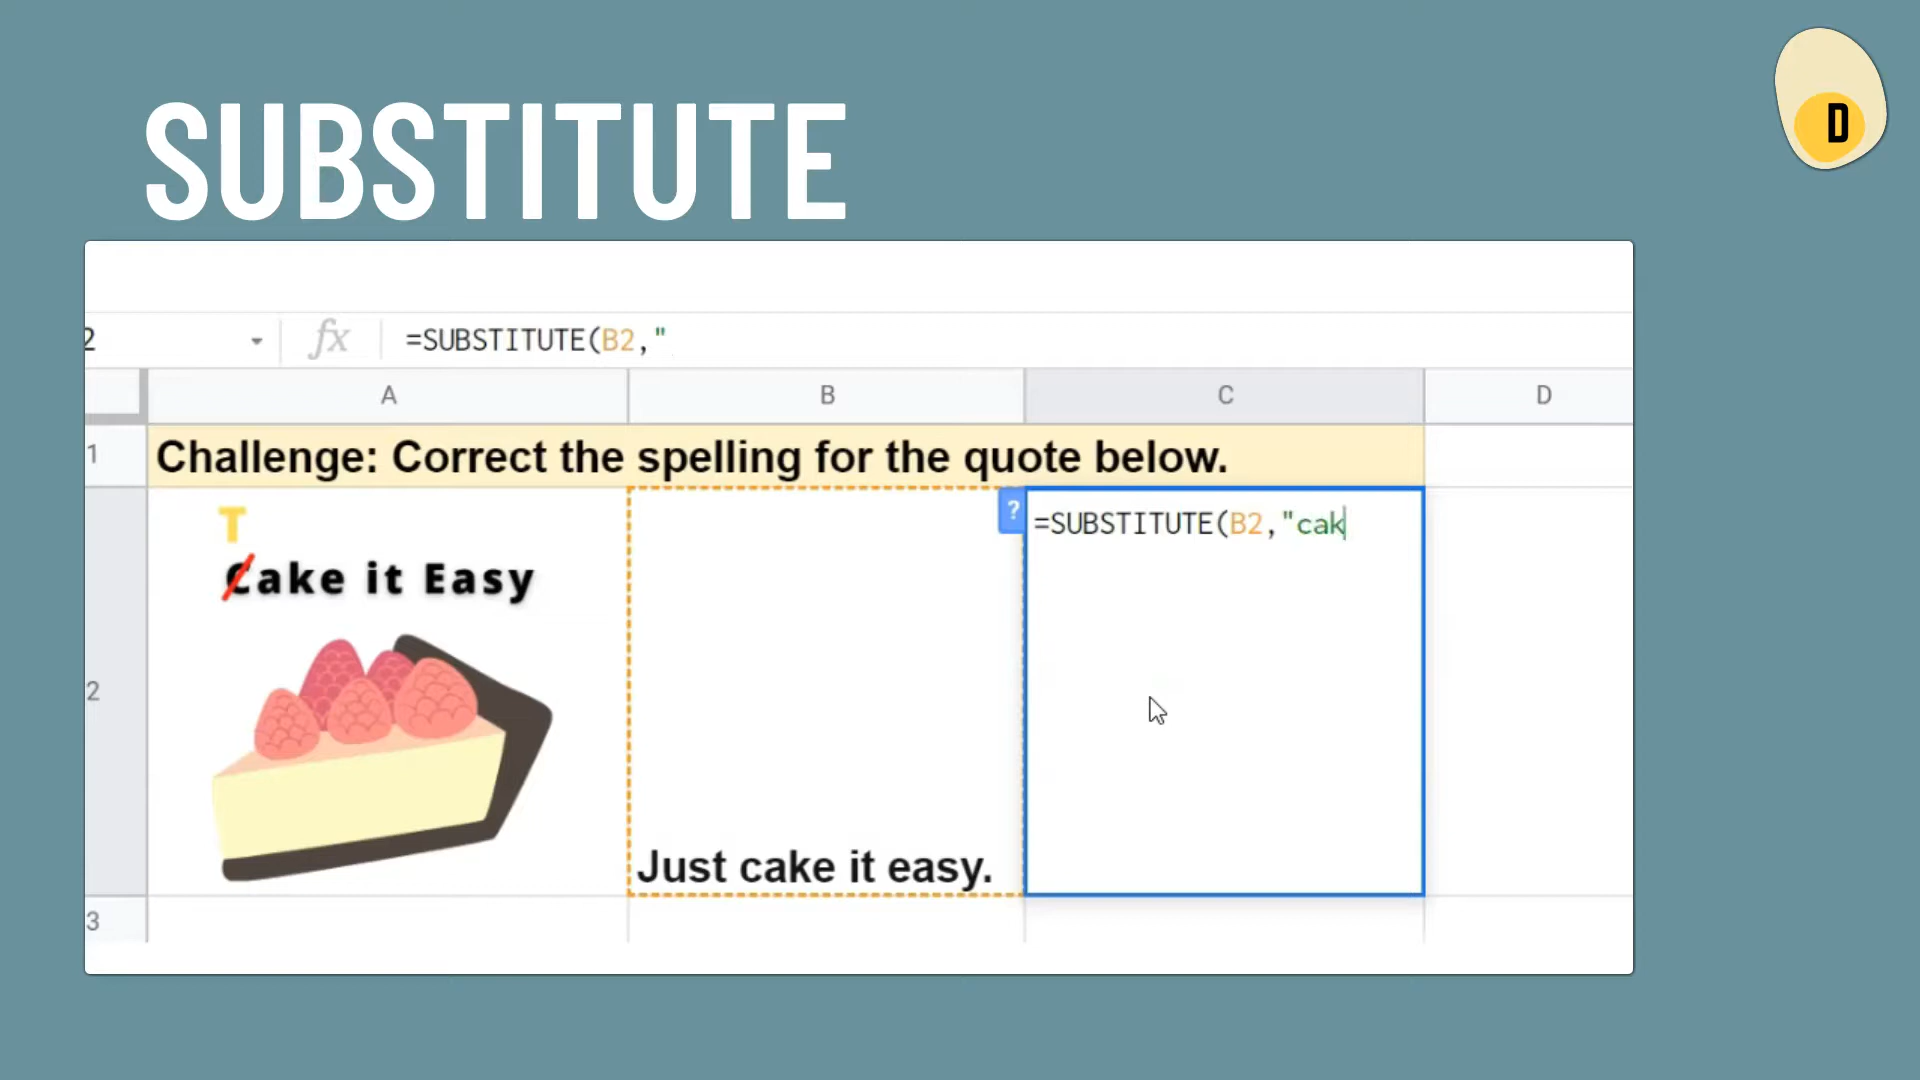 D
SUBSTITUTE
2 fx =SUBSTITUTE(B2,"
A B C D
1 Challenge: Correct the spelling for the quote below.
T
Cake it Easy
? =SUBSTITUTE(B2,"cak
2
Just cake it easy.
3